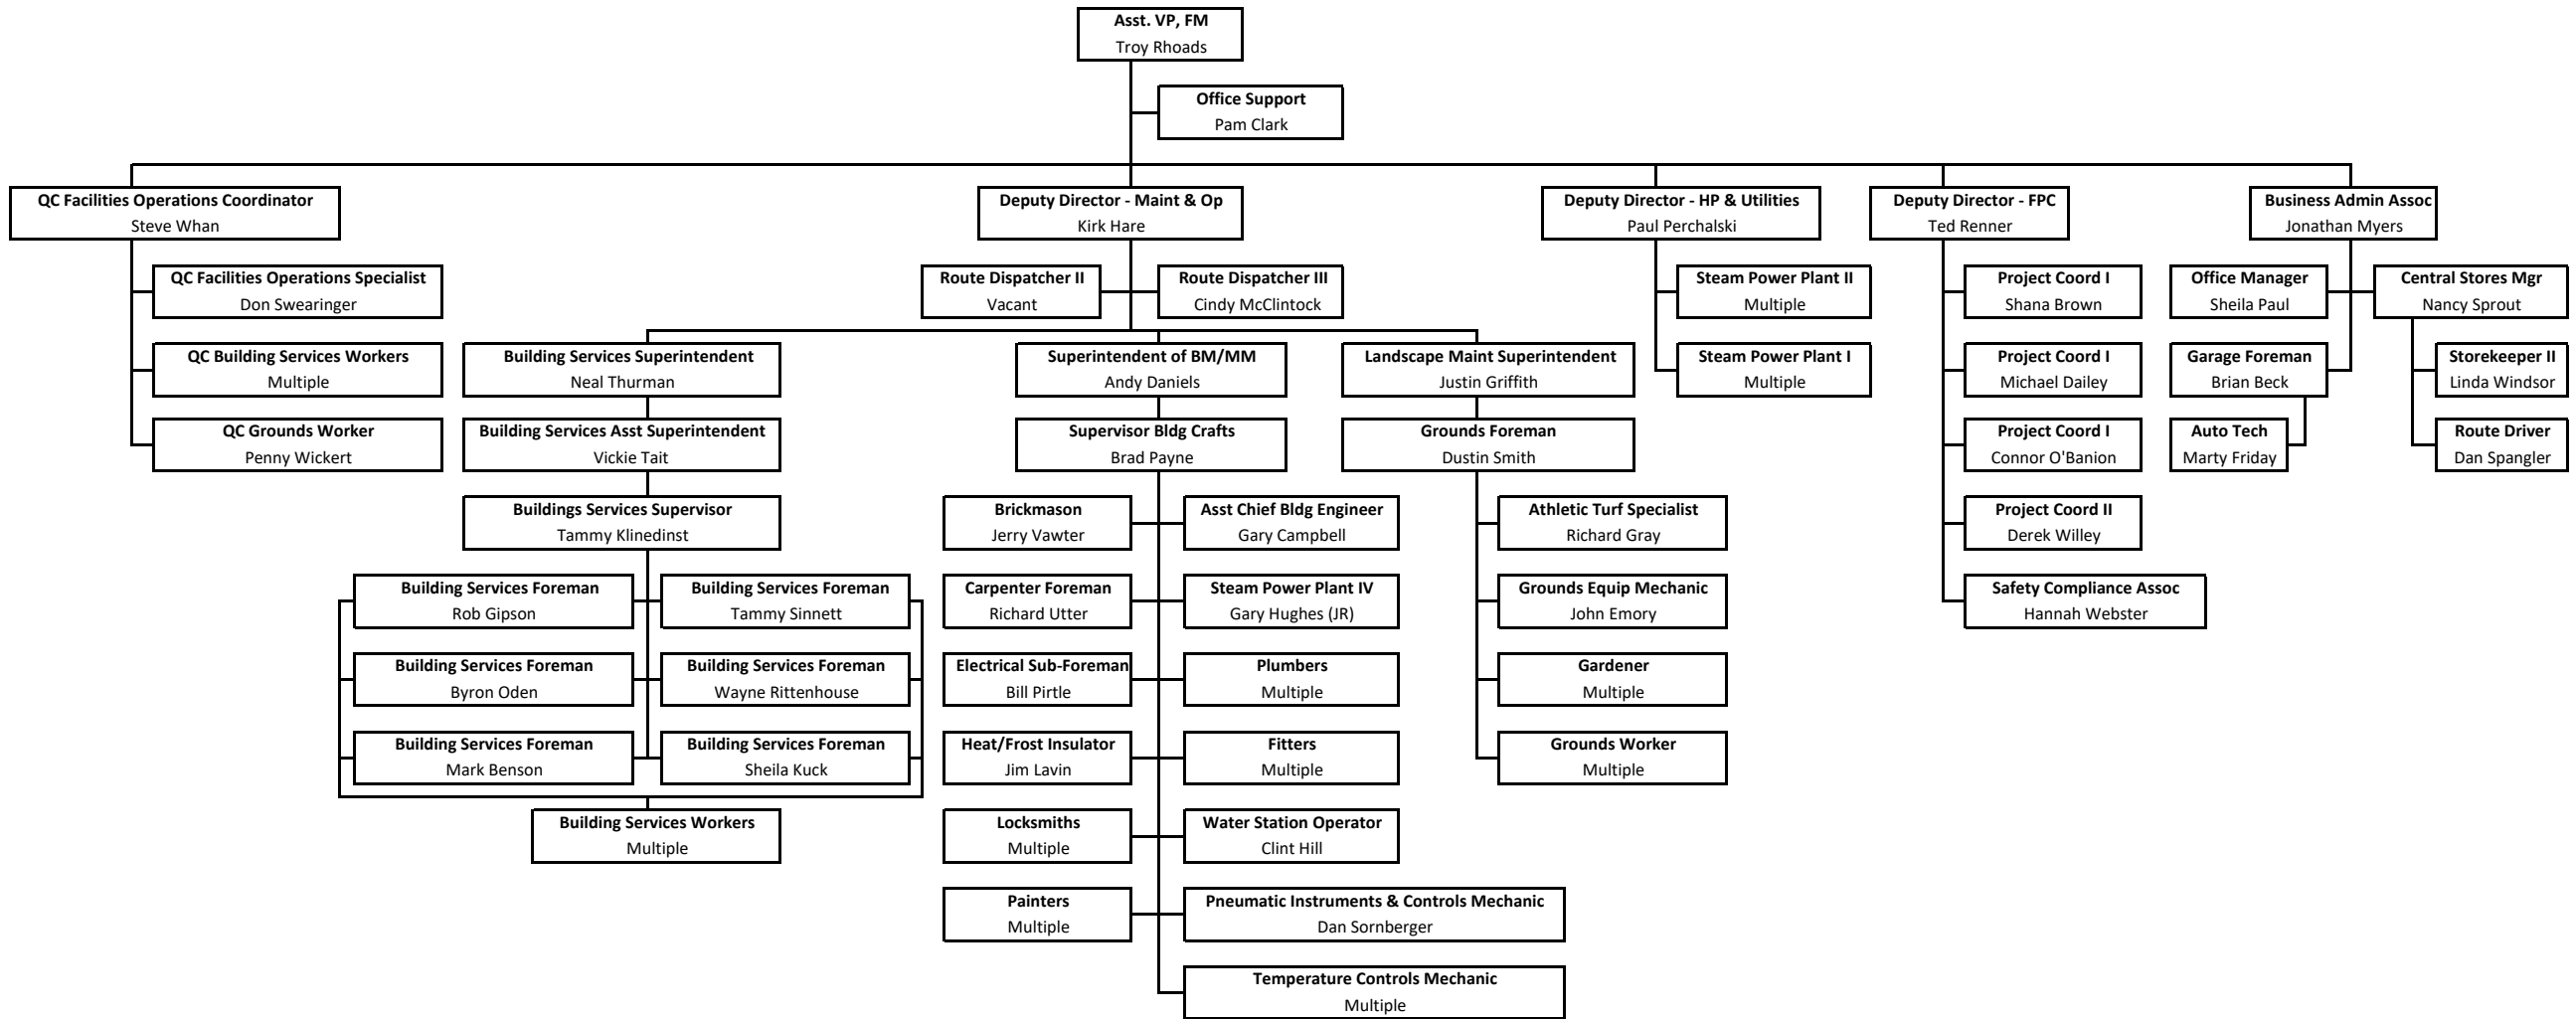 Asst. VP, FM
Troy Rhoads
Office Support
Pam Clark
QC Facilities Operations Coordinator
Steve Whan
Deputy Director - Maint & Op
Kirk Hare
Deputy Director - HP & Utilities
Paul Perchalski
Deputy Director - FPC
Ted Renner
Business Admin Assoc
Jonathan Myers
QC Facilities Operations Specialist
Don Swearinger
Route Dispatcher II
Vacant
Route Dispatcher III
Cindy McClintock
Steam Power Plant II
Multiple
Project Coord I
Shana Brown
Office Manager
Sheila Paul
Central Stores Mgr
Nancy Sprout
QC Building Services Workers
Multiple
Building Services Superintendent
Neal Thurman
Superintendent of BM/MM
Andy Daniels
Landscape Maint Superintendent
Justin Griffith
Steam Power Plant I
Multiple
Project Coord I
Michael Dailey
Garage Foreman
Brian Beck
Storekeeper II
Linda Windsor
QC Grounds Worker
Penny Wickert
Building Services Asst Superintendent
Vickie Tait
Supervisor Bldg Crafts
Brad Payne
Grounds Foreman
Dustin Smith
Project Coord I
Connor O'Banion
Auto Tech
Marty Friday
Route Driver
Dan Spangler
Buildings Services Supervisor
Tammy Klinedinst
Brickmason
Jerry Vawter
Asst Chief Bldg Engineer
Gary Campbell
Athletic Turf Specialist
Richard Gray
Project Coord II
Derek Willey
Building Services Foreman
Rob Gipson
Building Services Foreman
Tammy Sinnett
Carpenter Foreman
Richard Utter
Steam Power Plant IV
Gary Hughes (JR)
Grounds Equip Mechanic
John Emory
Safety Compliance Assoc
Hannah Webster
Building Services Foreman
Byron Oden
Building Services Foreman
Wayne Rittenhouse
Electrical Sub-Foreman
Bill Pirtle
Plumbers
Multiple
Gardener
Multiple
Building Services Foreman
Mark Benson
Building Services Foreman
Sheila Kuck
Heat/Frost Insulator
Jim Lavin
Fitters
Multiple
Grounds Worker
Multiple
Building Services Workers
Multiple
Locksmiths
Multiple
Water Station Operator
Clint Hill
Painters
Multiple
Pneumatic Instruments & Controls Mechanic
Dan Sornberger
Temperature Controls Mechanic
Multiple